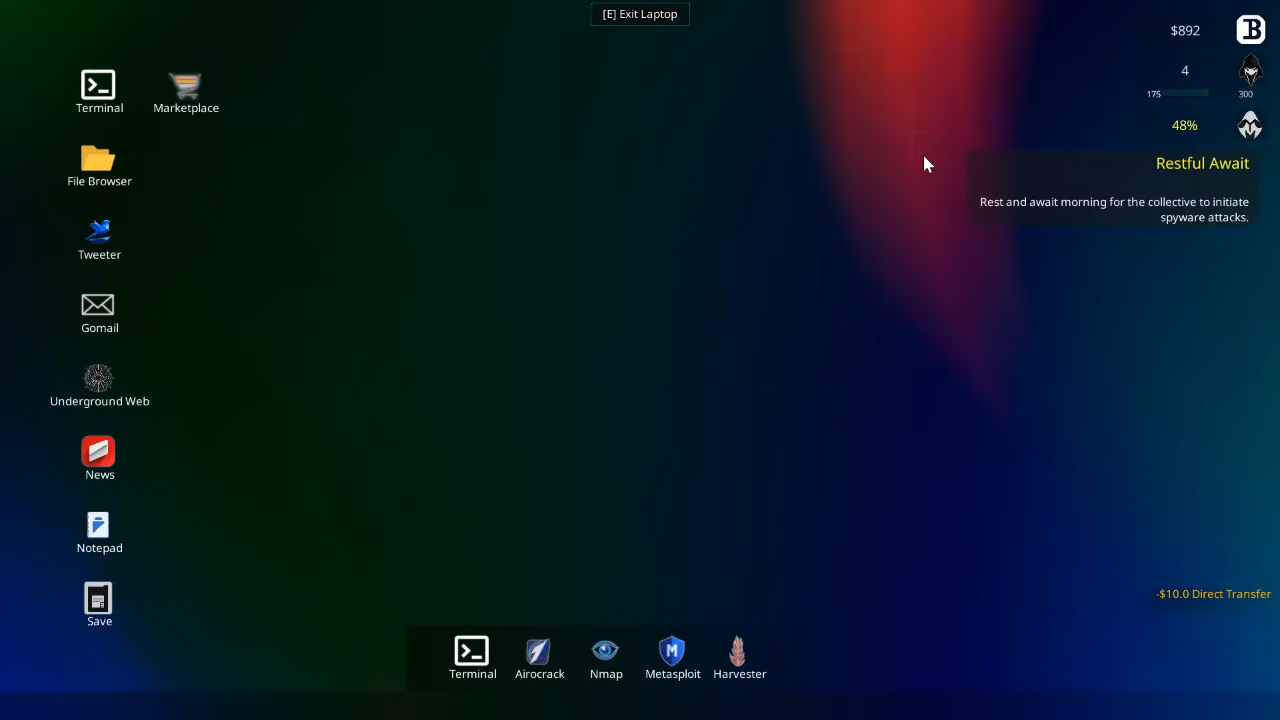 [E] Exit Laptop
$892
B
4
175
300
48%
Restful Await
Rest and await morning for the collective to initiate
spyware attacks.
Terminal
Marketplace
File Browser
Tweeter
Gomail
Underground Web
News
Notepad
Save
-$10.0 Direct Transfer
M
Terminal
Airocrack
Nmap
Metasploit
Harvester